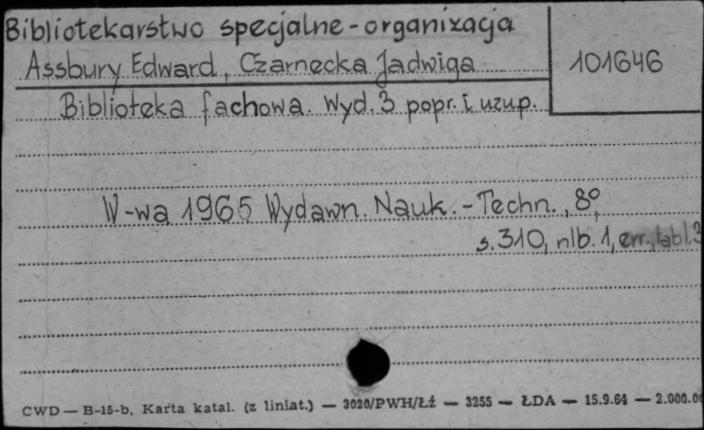 Bibliotekarstwo specjalne - organizacja
Assbury Edward, Czarnecka Jadwiga
101646
Biblioteka fachowa. Wyd. 3 popr. i uzup.
W-wa 1965 Wydawn. Nauk. - Techn., 8º,
s. 310, nlb. 1, err., tabl. 3
CWD — B-15-b. Karta katal. (z liniat.) — 3020/PWH/Łź — 3255 — ŁDA — 15.9.64 — 2.000.0